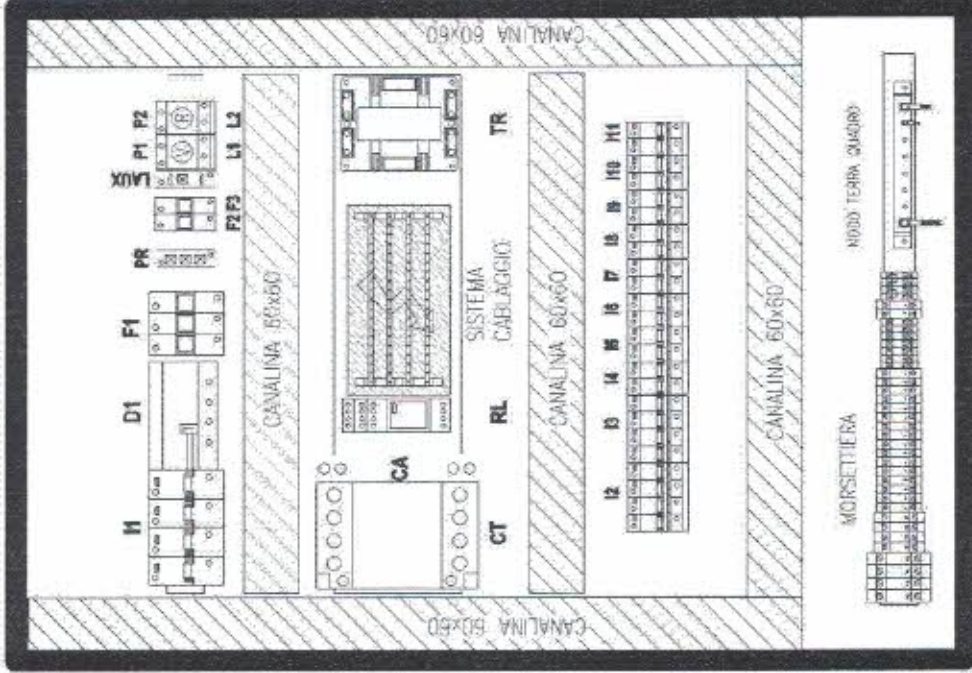 CANALINA 60x60
I1
D1
F1
PR
F2 F3
LAUX
P1
P2
L1
L2
CANALINA 60x60
CT
CA
RL
SISTEMA
CABLAGGIO
TR
CANALINA 60x60
I2
I3
I4
I5
I6
I7
I8
I9
I10
I11
CANALINA 60x60
CANALINA 60x60
MORSETTIERA
NODO TERRA QUADRO